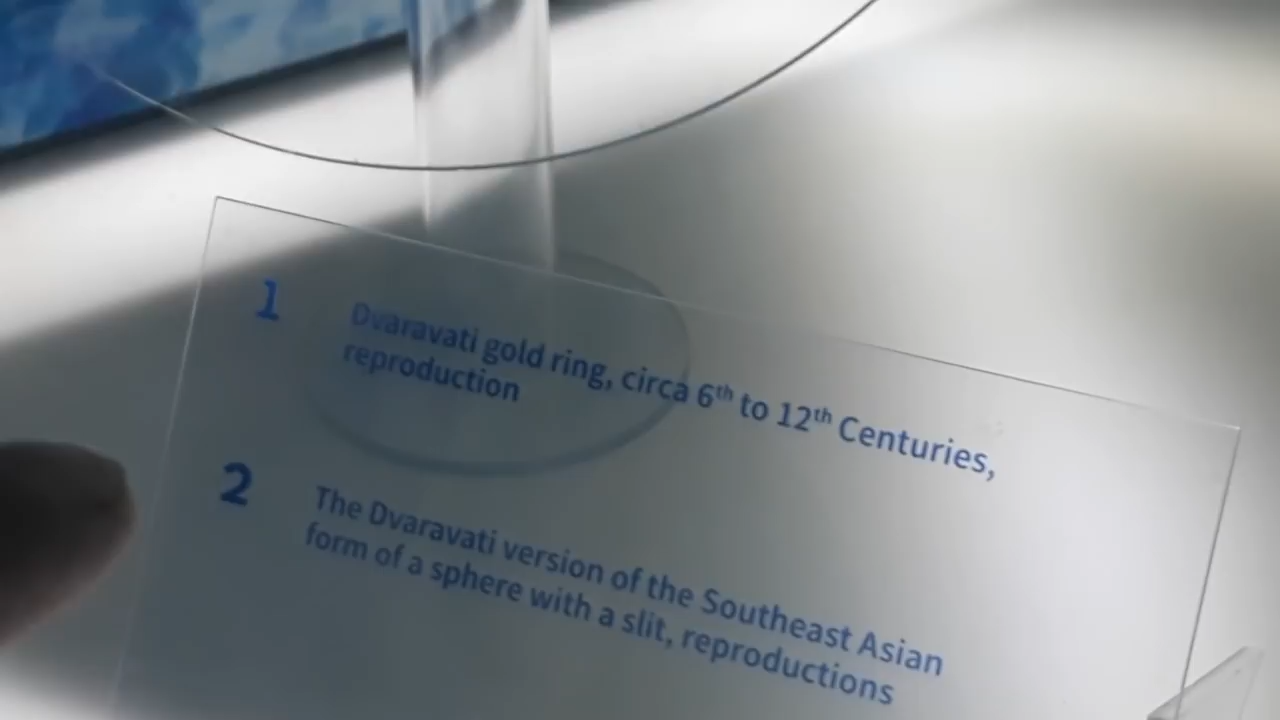 1 Dvaravati gold ring, circa 6th to 12th Centuries,
reproduction
2 The Dvaravati version of the Southeast Asian
form of a sphere with a slit, reproductions